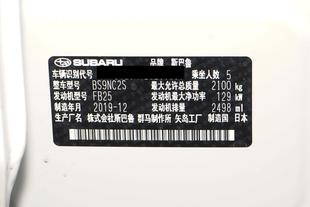 SUBARU 品牌 斯巴鲁
车辆识别代号 乘坐人数 5
整车型号 BS9NC2S 最大允许总质量 2100 kg
发动机型号 FB25 发动机最大净功率 129 kW
制造年月 2019-12 发动机排量 2498 ml
生产厂名 株式会社斯巴鲁 群马制作所 矢岛工厂 制造国 日本